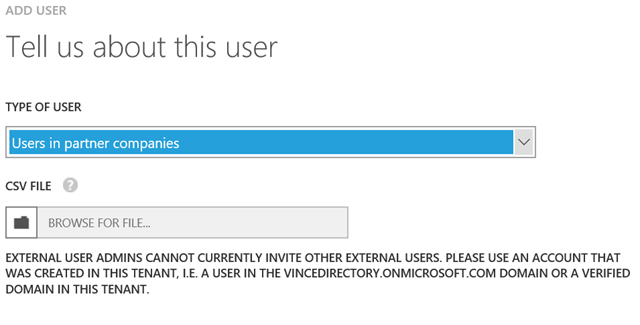 ADD USER
Tell us about this user
TYPE OF USER
Users in partner companies
CSV FILE ?
BROWSE FOR FILE...
EXTERNAL USER ADMINS CANNOT CURRENTLY INVITE OTHER EXTERNAL USERS. PLEASE USE AN ACCOUNT THAT
WAS CREATED IN THIS TENANT, I.E. A USER IN THE VINCEDIRECTORY.ONMICROSOFT.COM DOMAIN OR A VERIFIED
DOMAIN IN THIS TENANT.